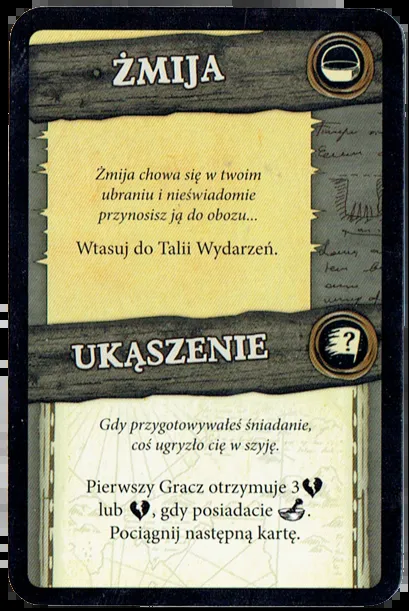 ŻMIJA
Żmija chowa się w twoim
ubraniu i nieświadomie
przynosisz ją do obozu...
Wtasuj do Talii Wydarzeń.
UKĄSZENIE
?
Gdy przygotowywałeś śniadanie,
coś ugryzło cię w szyję.
Pierwszy Gracz otrzymuje 3
lub , gdy posiadacie .
Pociągnij następną kartę.